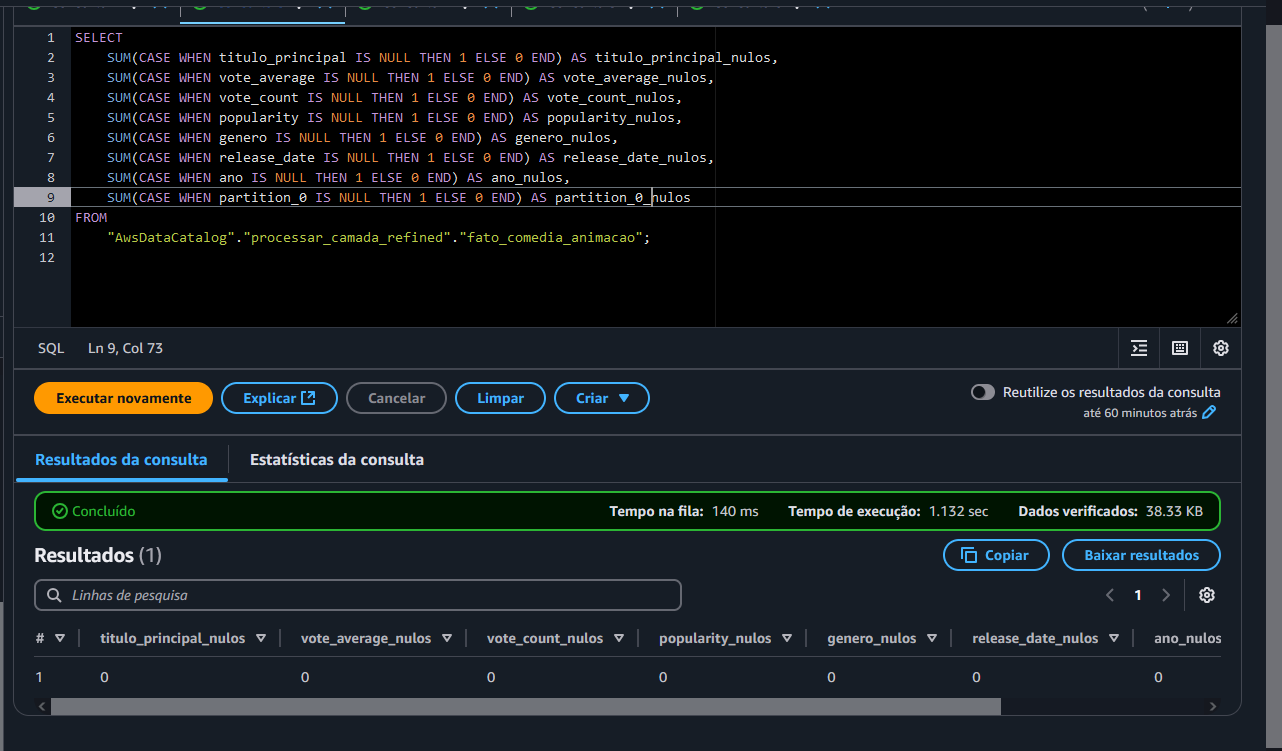 1 SELECT
2 SUM(CASE WHEN titulo_principal IS NULL THEN 1 ELSE 0 END) AS titulo_principal_nulos,
3 SUM(CASE WHEN vote_average IS NULL THEN 1 ELSE 0 END) AS vote_average_nulos,
4 SUM(CASE WHEN vote_count IS NULL THEN 1 ELSE 0 END) AS vote_count_nulos,
5 SUM(CASE WHEN popularity IS NULL THEN 1 ELSE 0 END) AS popularity_nulos,
6 SUM(CASE WHEN genero IS NULL THEN 1 ELSE 0 END) AS genero_nulos,
7 SUM(CASE WHEN release_date IS NULL THEN 1 ELSE 0 END) AS release_date_nulos,
8 SUM(CASE WHEN ano IS NULL THEN 1 ELSE 0 END) AS ano_nulos,
9 SUM(CASE WHEN partition_0 IS NULL THEN 1 ELSE 0 END) AS partition_0_nulos
10 FROM
11 "AwsDataCatalog"."processar_camada_refined"."fato_comedia_animacao";
12
SQL Ln 9, Col 73
Executar novamente Explicar Cancelar Limpar Criar Reutilize os resultados da consulta
até 60 minutos atrás
Resultados da consulta Estatísticas da consulta
Concluído Tempo na fila: 140 ms Tempo de execução: 1.132 sec Dados verificados: 38.33 KB
Resultados (1) Copiar Baixar resultados
Linhas de pesquisa 1
# titulo_principal_nulos vote_average_nulos vote_count_nulos popularity_nulos genero_nulos release_date_nulos ano_nulos
1 0 0 0 0 0 0 0